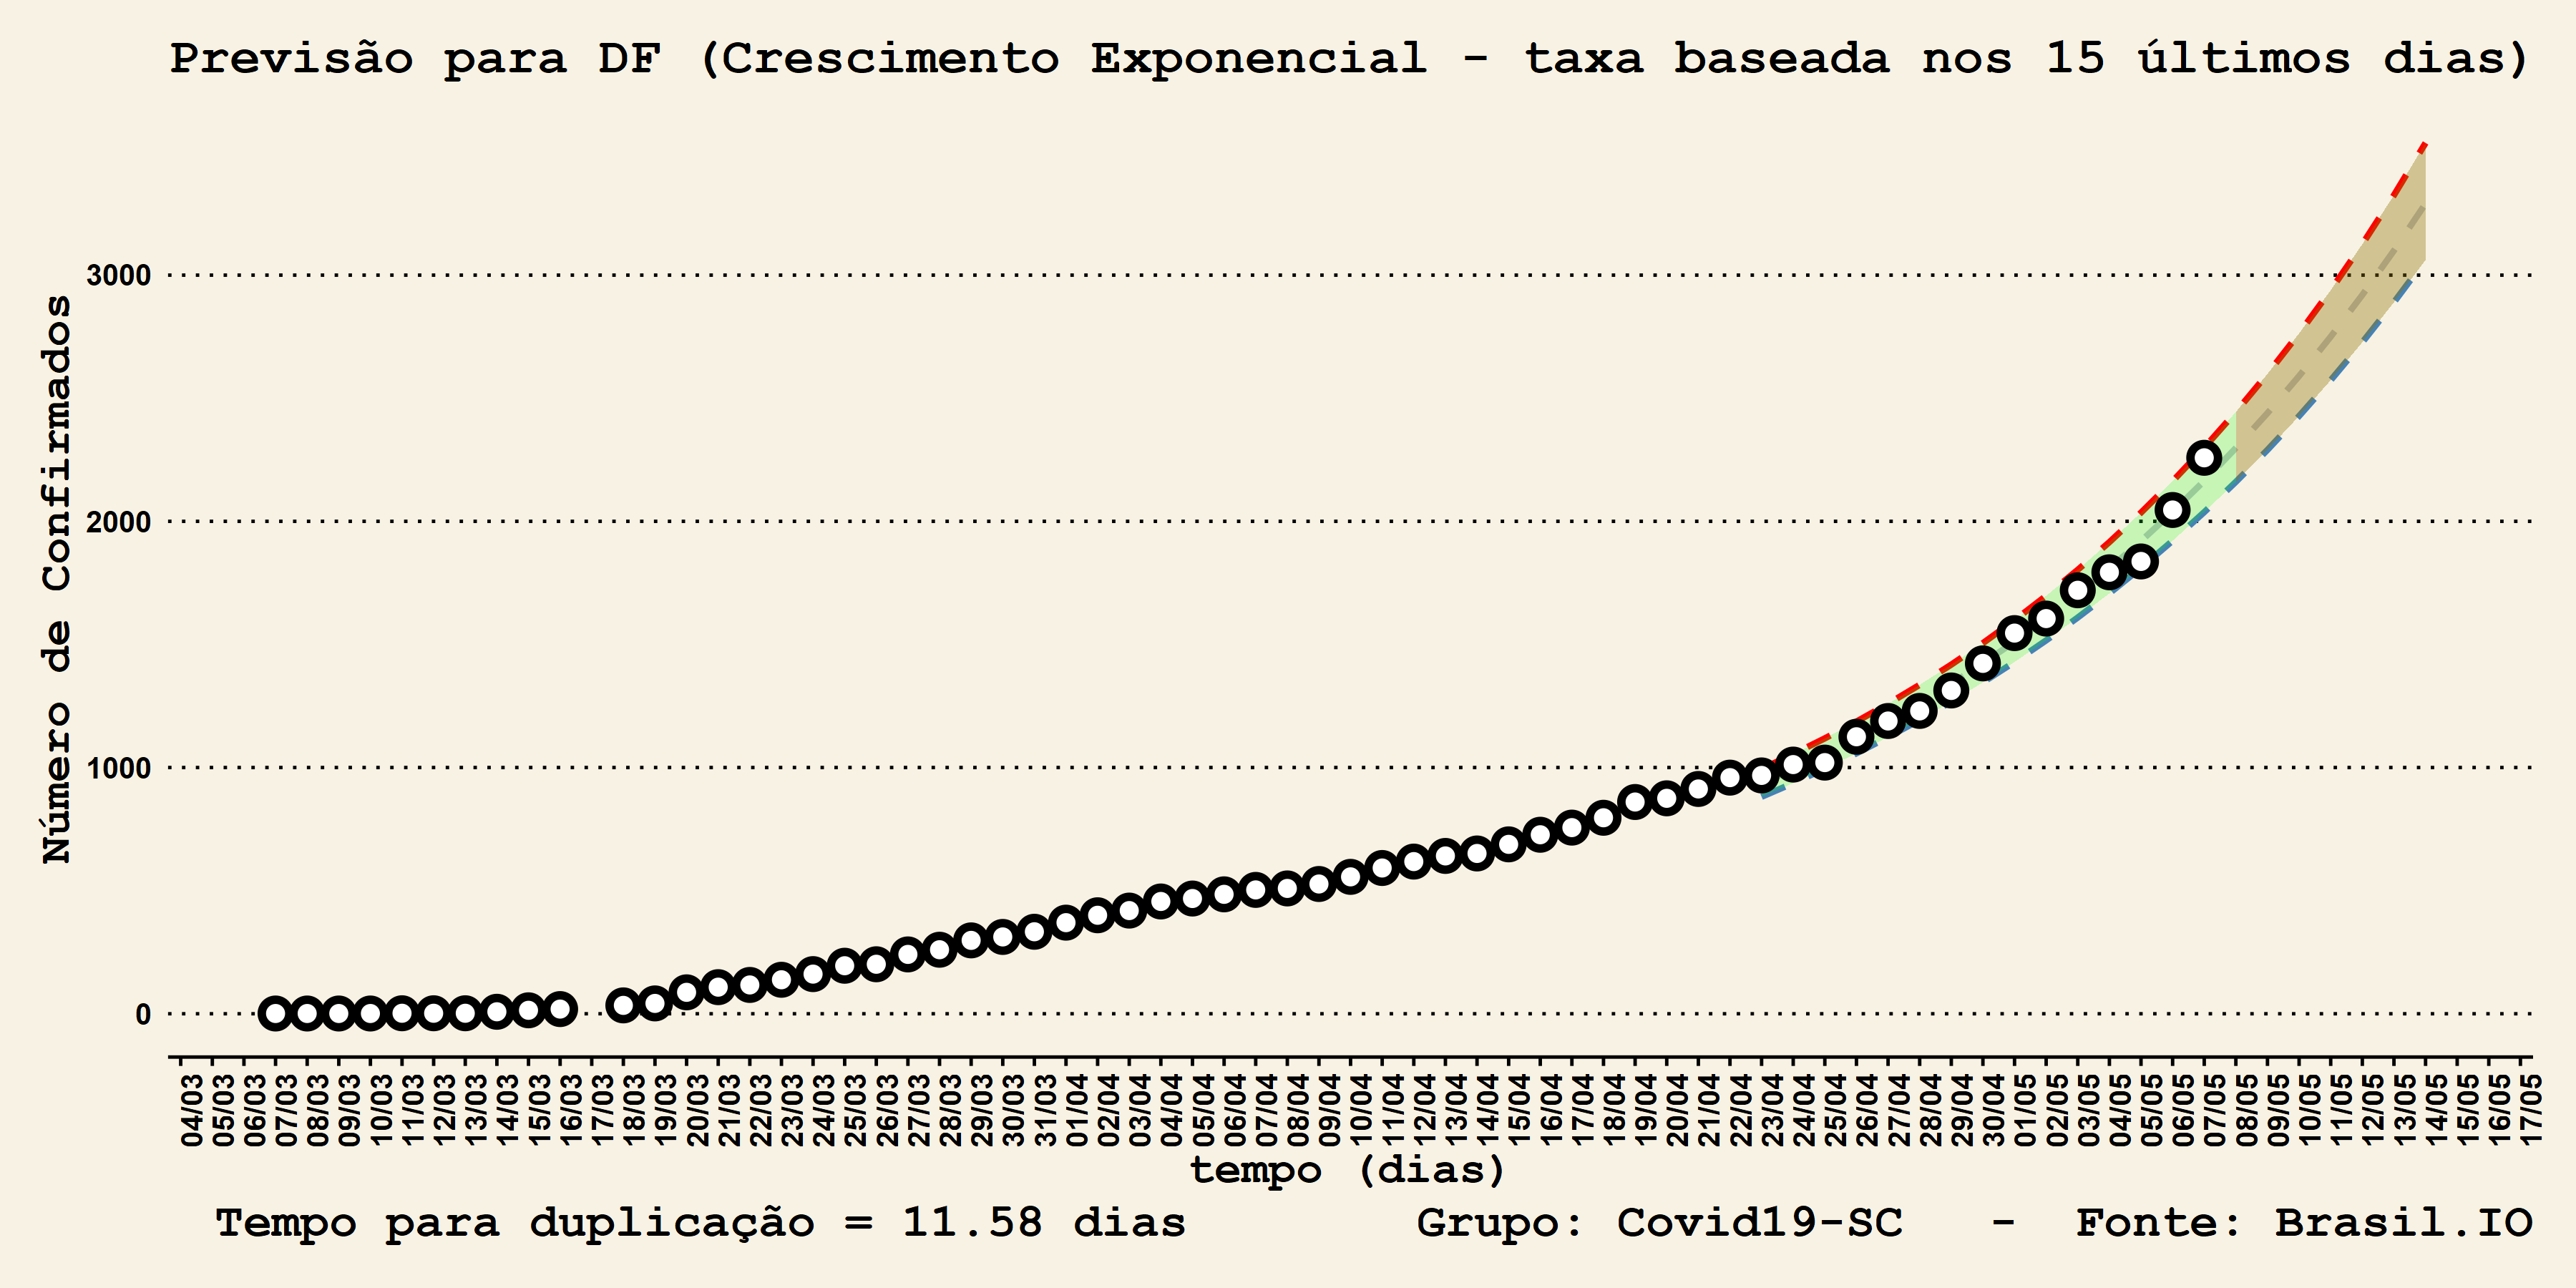 Previsão para DF (Crescimento Exponencial - taxa baseada nos 15 últimos dias)
Número de Confirmados
3000
2000
1000
0
04/03 05/03 06/03 07/03 08/03 09/03 10/03 11/03 12/03 13/03 14/03 15/03 16/03 17/03 18/03 19/03 20/03 21/03 22/03 23/03 24/03 25/03 26/03 27/03 28/03 29/03 30/03 31/03 01/04 02/04 03/04 04/04 05/04 06/04 07/04 08/04 09/04 10/04 11/04 12/04 13/04 14/04 15/04 16/04 17/04 18/04 19/04 20/04 21/04 22/04 23/04 24/04 25/04 26/04 27/04 28/04 29/04 30/04 01/05 02/05 03/05 04/05 05/05 06/05 07/05 08/05 09/05 10/05 11/05 12/05 13/05 14/05 15/05 16/05 17/05
tempo (dias)
Tempo para duplicação = 11.58 dias Grupo: Covid19-SC - Fonte: Brasil.IO